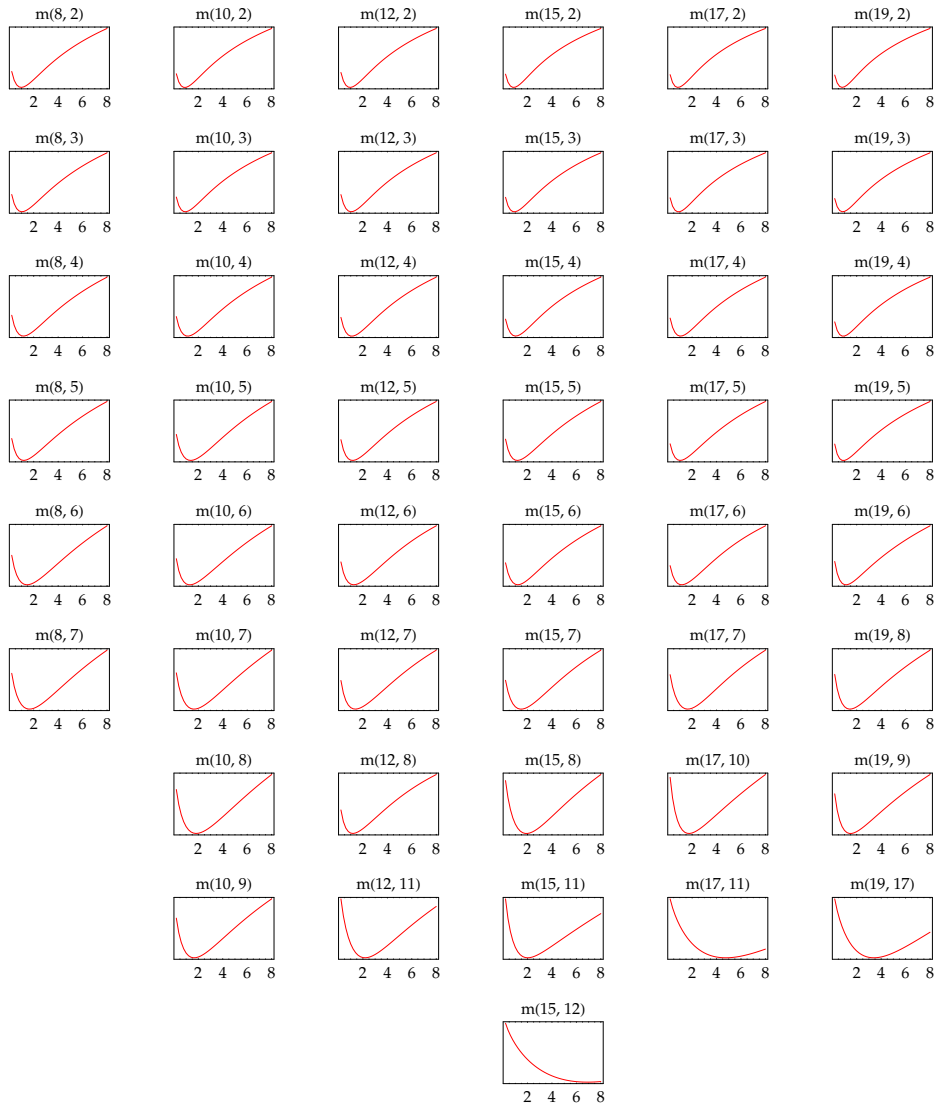 m(8, 2) m(10, 2) m(12, 2) m(15, 2) m(17, 2) m(19, 2)
2 4 6 8 2 4 6 8 2 4 6 8 2 4 6 8 2 4 6 8 2 4 6 8
m(8, 3) m(10, 3) m(12, 3) m(15, 3) m(17, 3) m(19, 3)
2 4 6 8 2 4 6 8 2 4 6 8 2 4 6 8 2 4 6 8 2 4 6 8
m(8, 4) m(10, 4) m(12, 4) m(15, 4) m(17, 4) m(19, 4)
2 4 6 8 2 4 6 8 2 4 6 8 2 4 6 8 2 4 6 8 2 4 6 8
m(8, 5) m(10, 5) m(12, 5) m(15, 5) m(17, 5) m(19, 5)
2 4 6 8 2 4 6 8 2 4 6 8 2 4 6 8 2 4 6 8 2 4 6 8
m(8, 6) m(10, 6) m(12, 6) m(15, 6) m(17, 6) m(19, 6)
2 4 6 8 2 4 6 8 2 4 6 8 2 4 6 8 2 4 6 8 2 4 6 8
m(8, 7) m(10, 7) m(12, 7) m(15, 7) m(17, 7) m(19, 8)
2 4 6 8 2 4 6 8 2 4 6 8 2 4 6 8 2 4 6 8 2 4 6 8
m(10, 8) m(12, 8) m(15, 8) m(17, 10) m(19, 9)
2 4 6 8 2 4 6 8 2 4 6 8 2 4 6 8 2 4 6 8
m(10, 9) m(12, 11) m(15, 11) m(17, 11) m(19, 17)
2 4 6 8 2 4 6 8 2 4 6 8 2 4 6 8 2 4 6 8
m(15, 12)
2 4 6 8